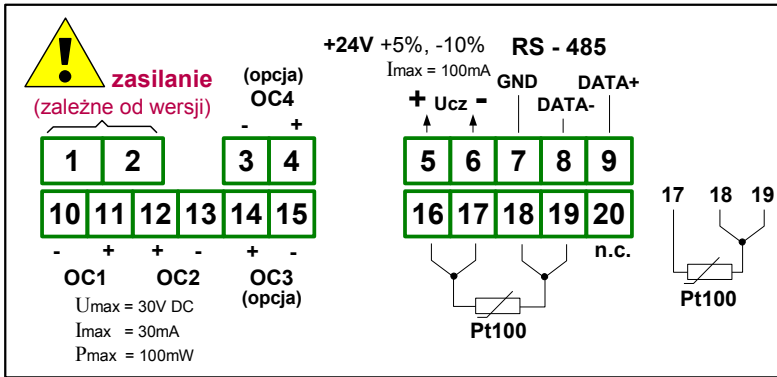 zasilanie
(zależne od wersji)
(opcja)
OC4
- +
+24V +5%, -10%
Imax = 100mA
+ Ucz -
RS - 485
GND
DATA-
DATA+
1 2 3 4
10 11 12 13 14 15
- + + - + -
OC1 OC2 OC3
(opcja)
Umax = 30V DC
Imax = 30mA
Pmax = 100mW
5 6 7 8 9
16 17 18 19 20
n.c.
Pt100
17 18 19
Pt100